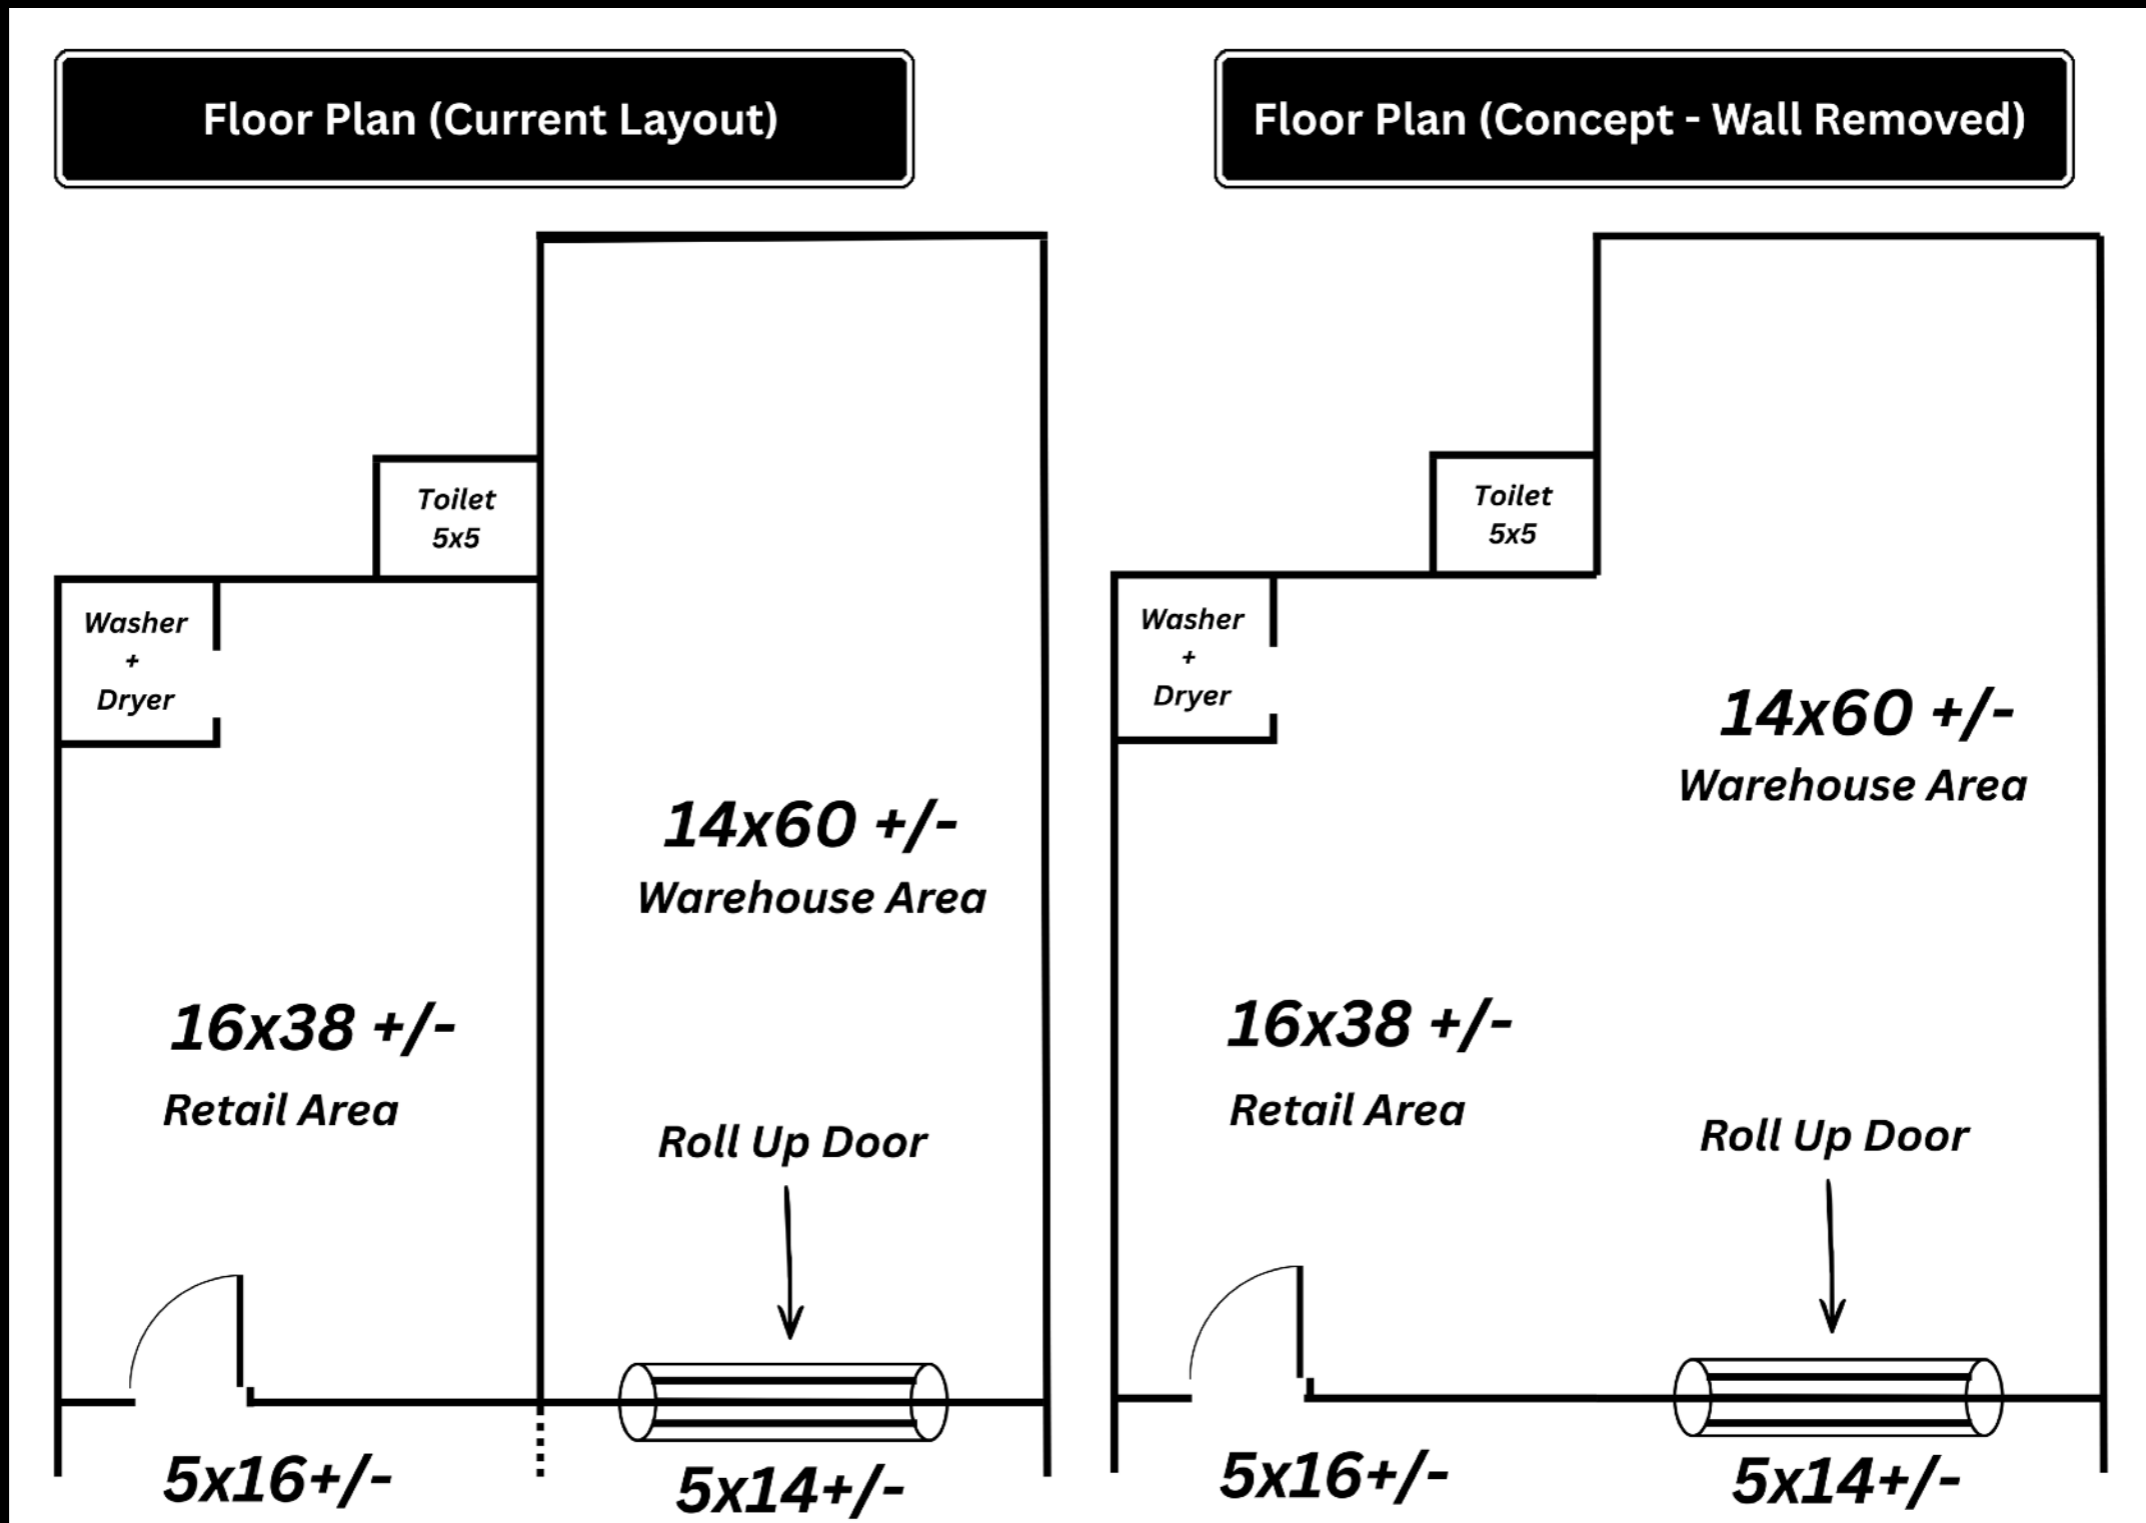 Floor Plan (Current Layout)
Toilet
5x5
Washer
+
Dryer
14x60 +/-
Warehouse Area
16x38 +/-
Retail Area
Roll Up Door
5x16+/-
5x14+/-
Floor Plan (Concept - Wall Removed)
Toilet
5x5
Washer
+
Dryer
14x60 +/-
Warehouse Area
16x38 +/-
Retail Area
Roll Up Door
5x16+/-
5x14+/-